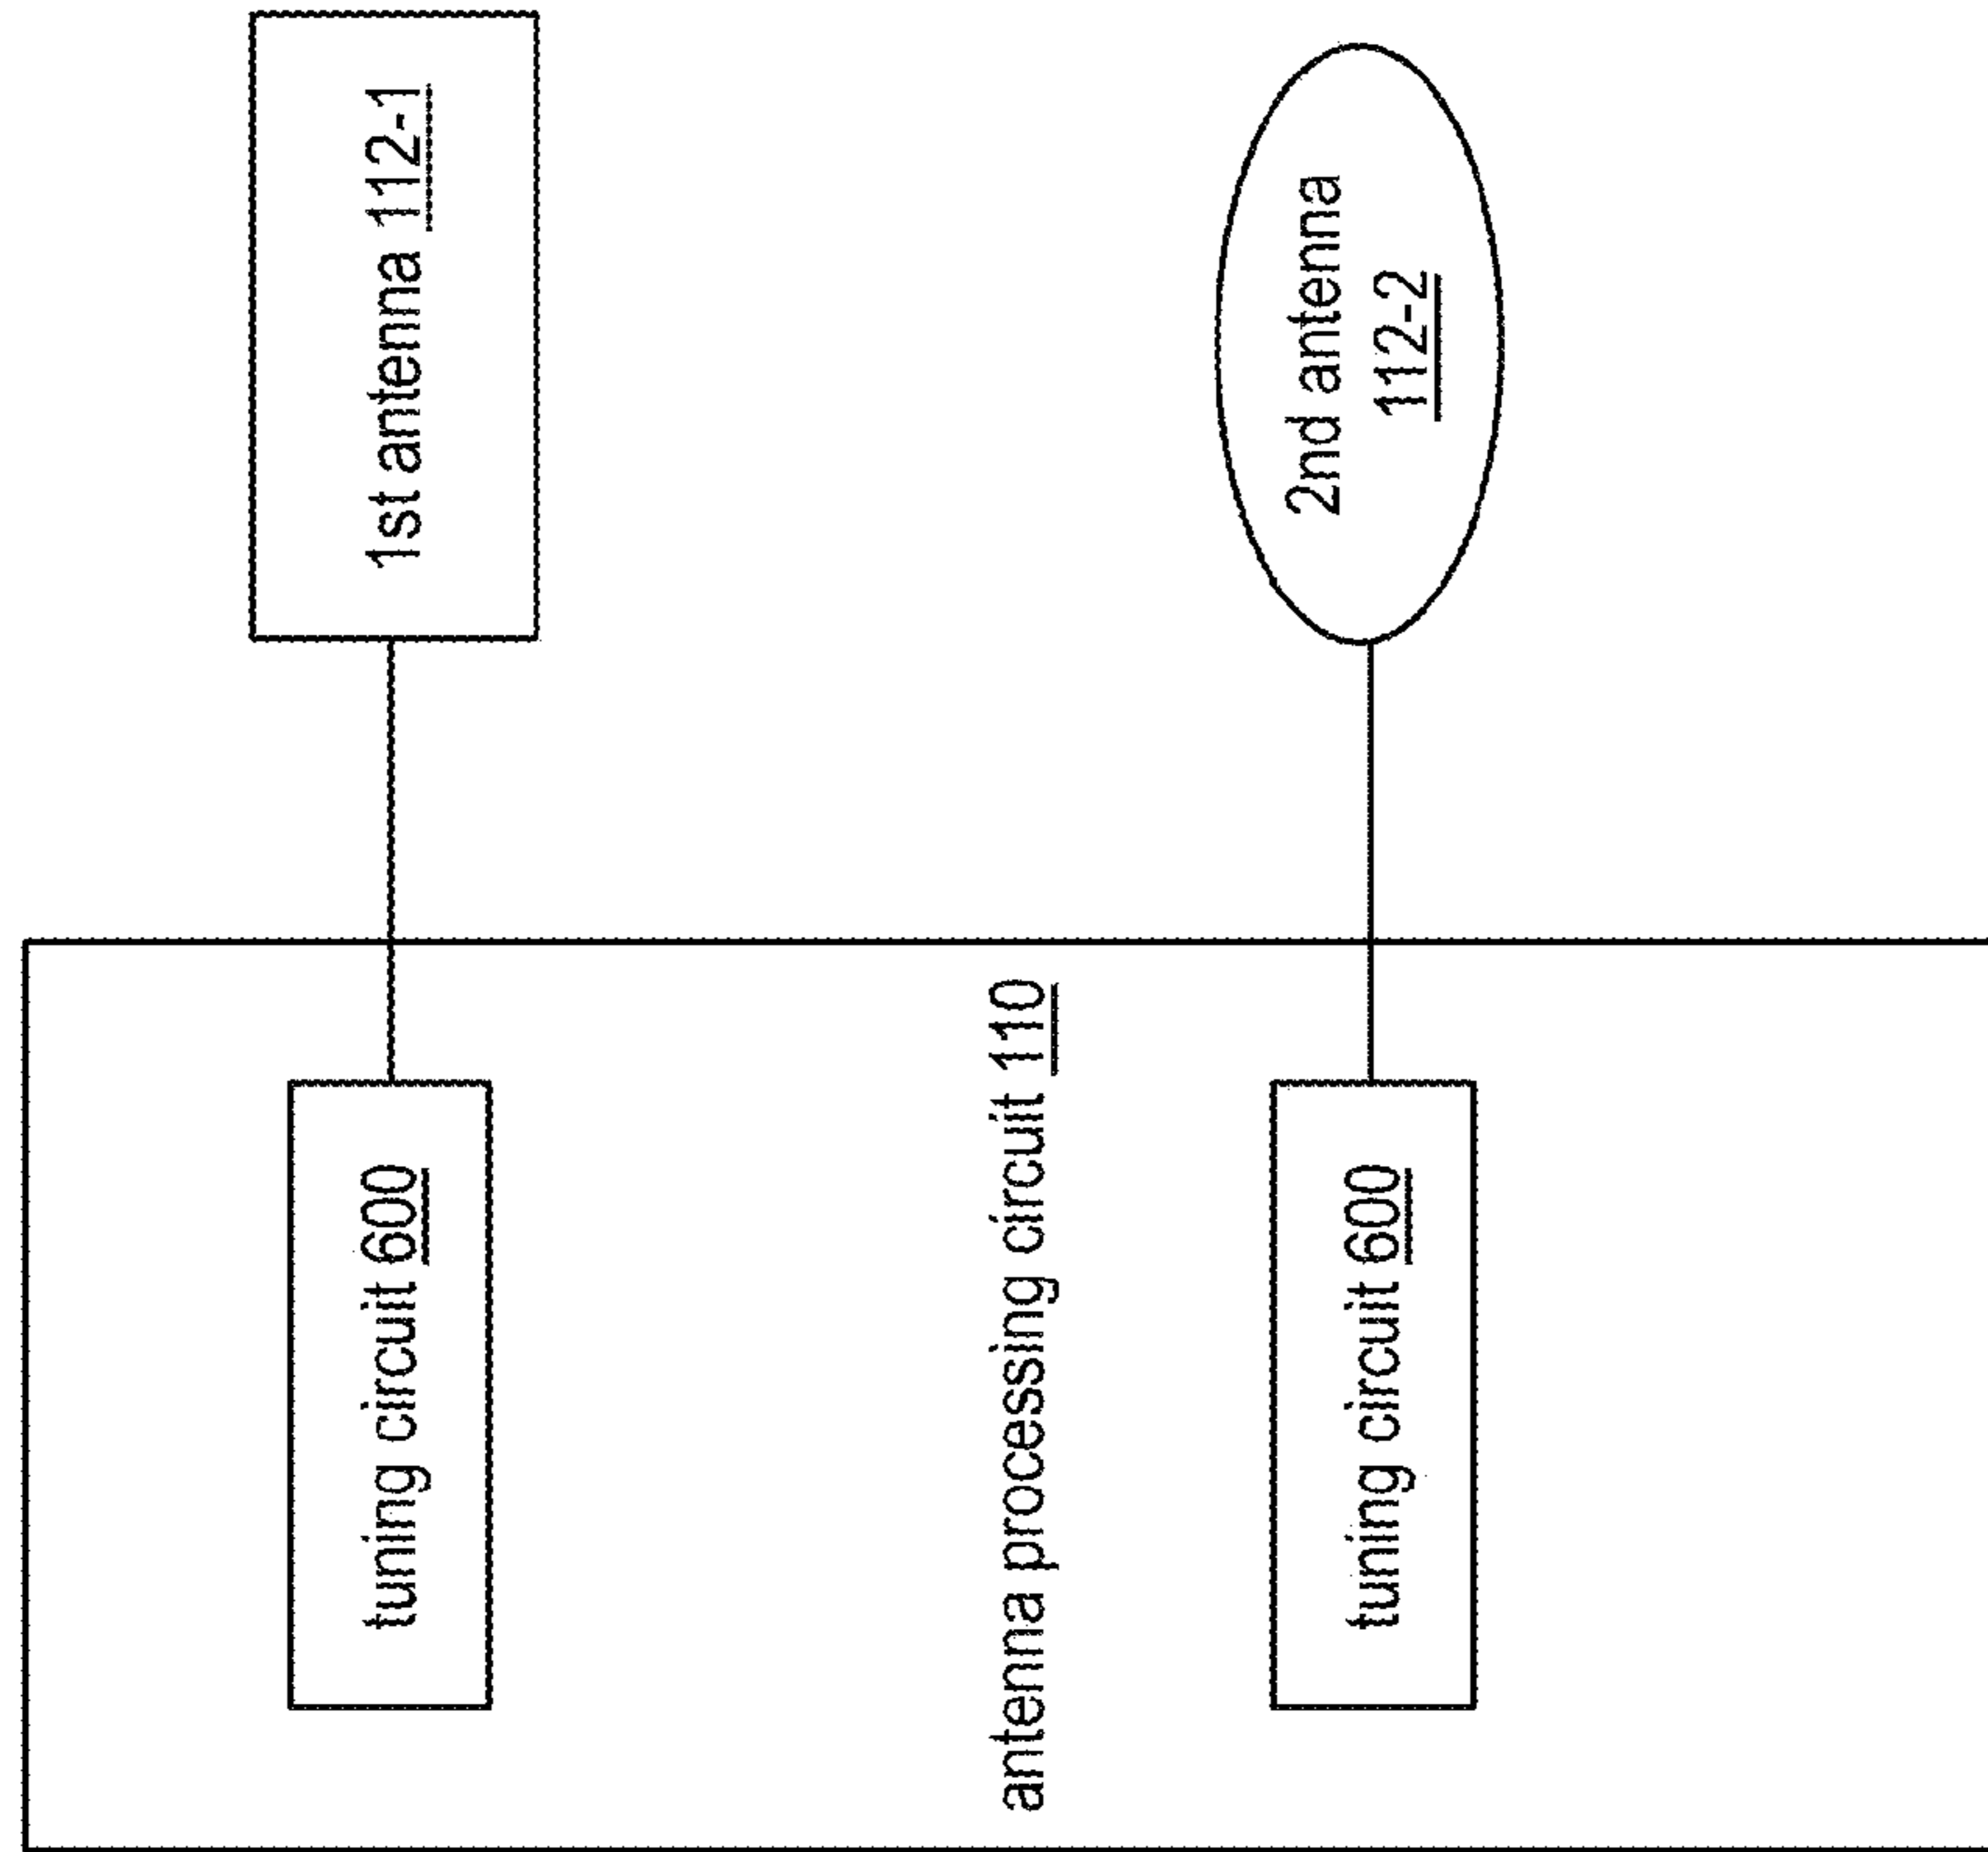 tuning circuit 600
1st antenna 112-1
antenna processing circuit 110
tuning circuit 600
2nd antenna
112-2